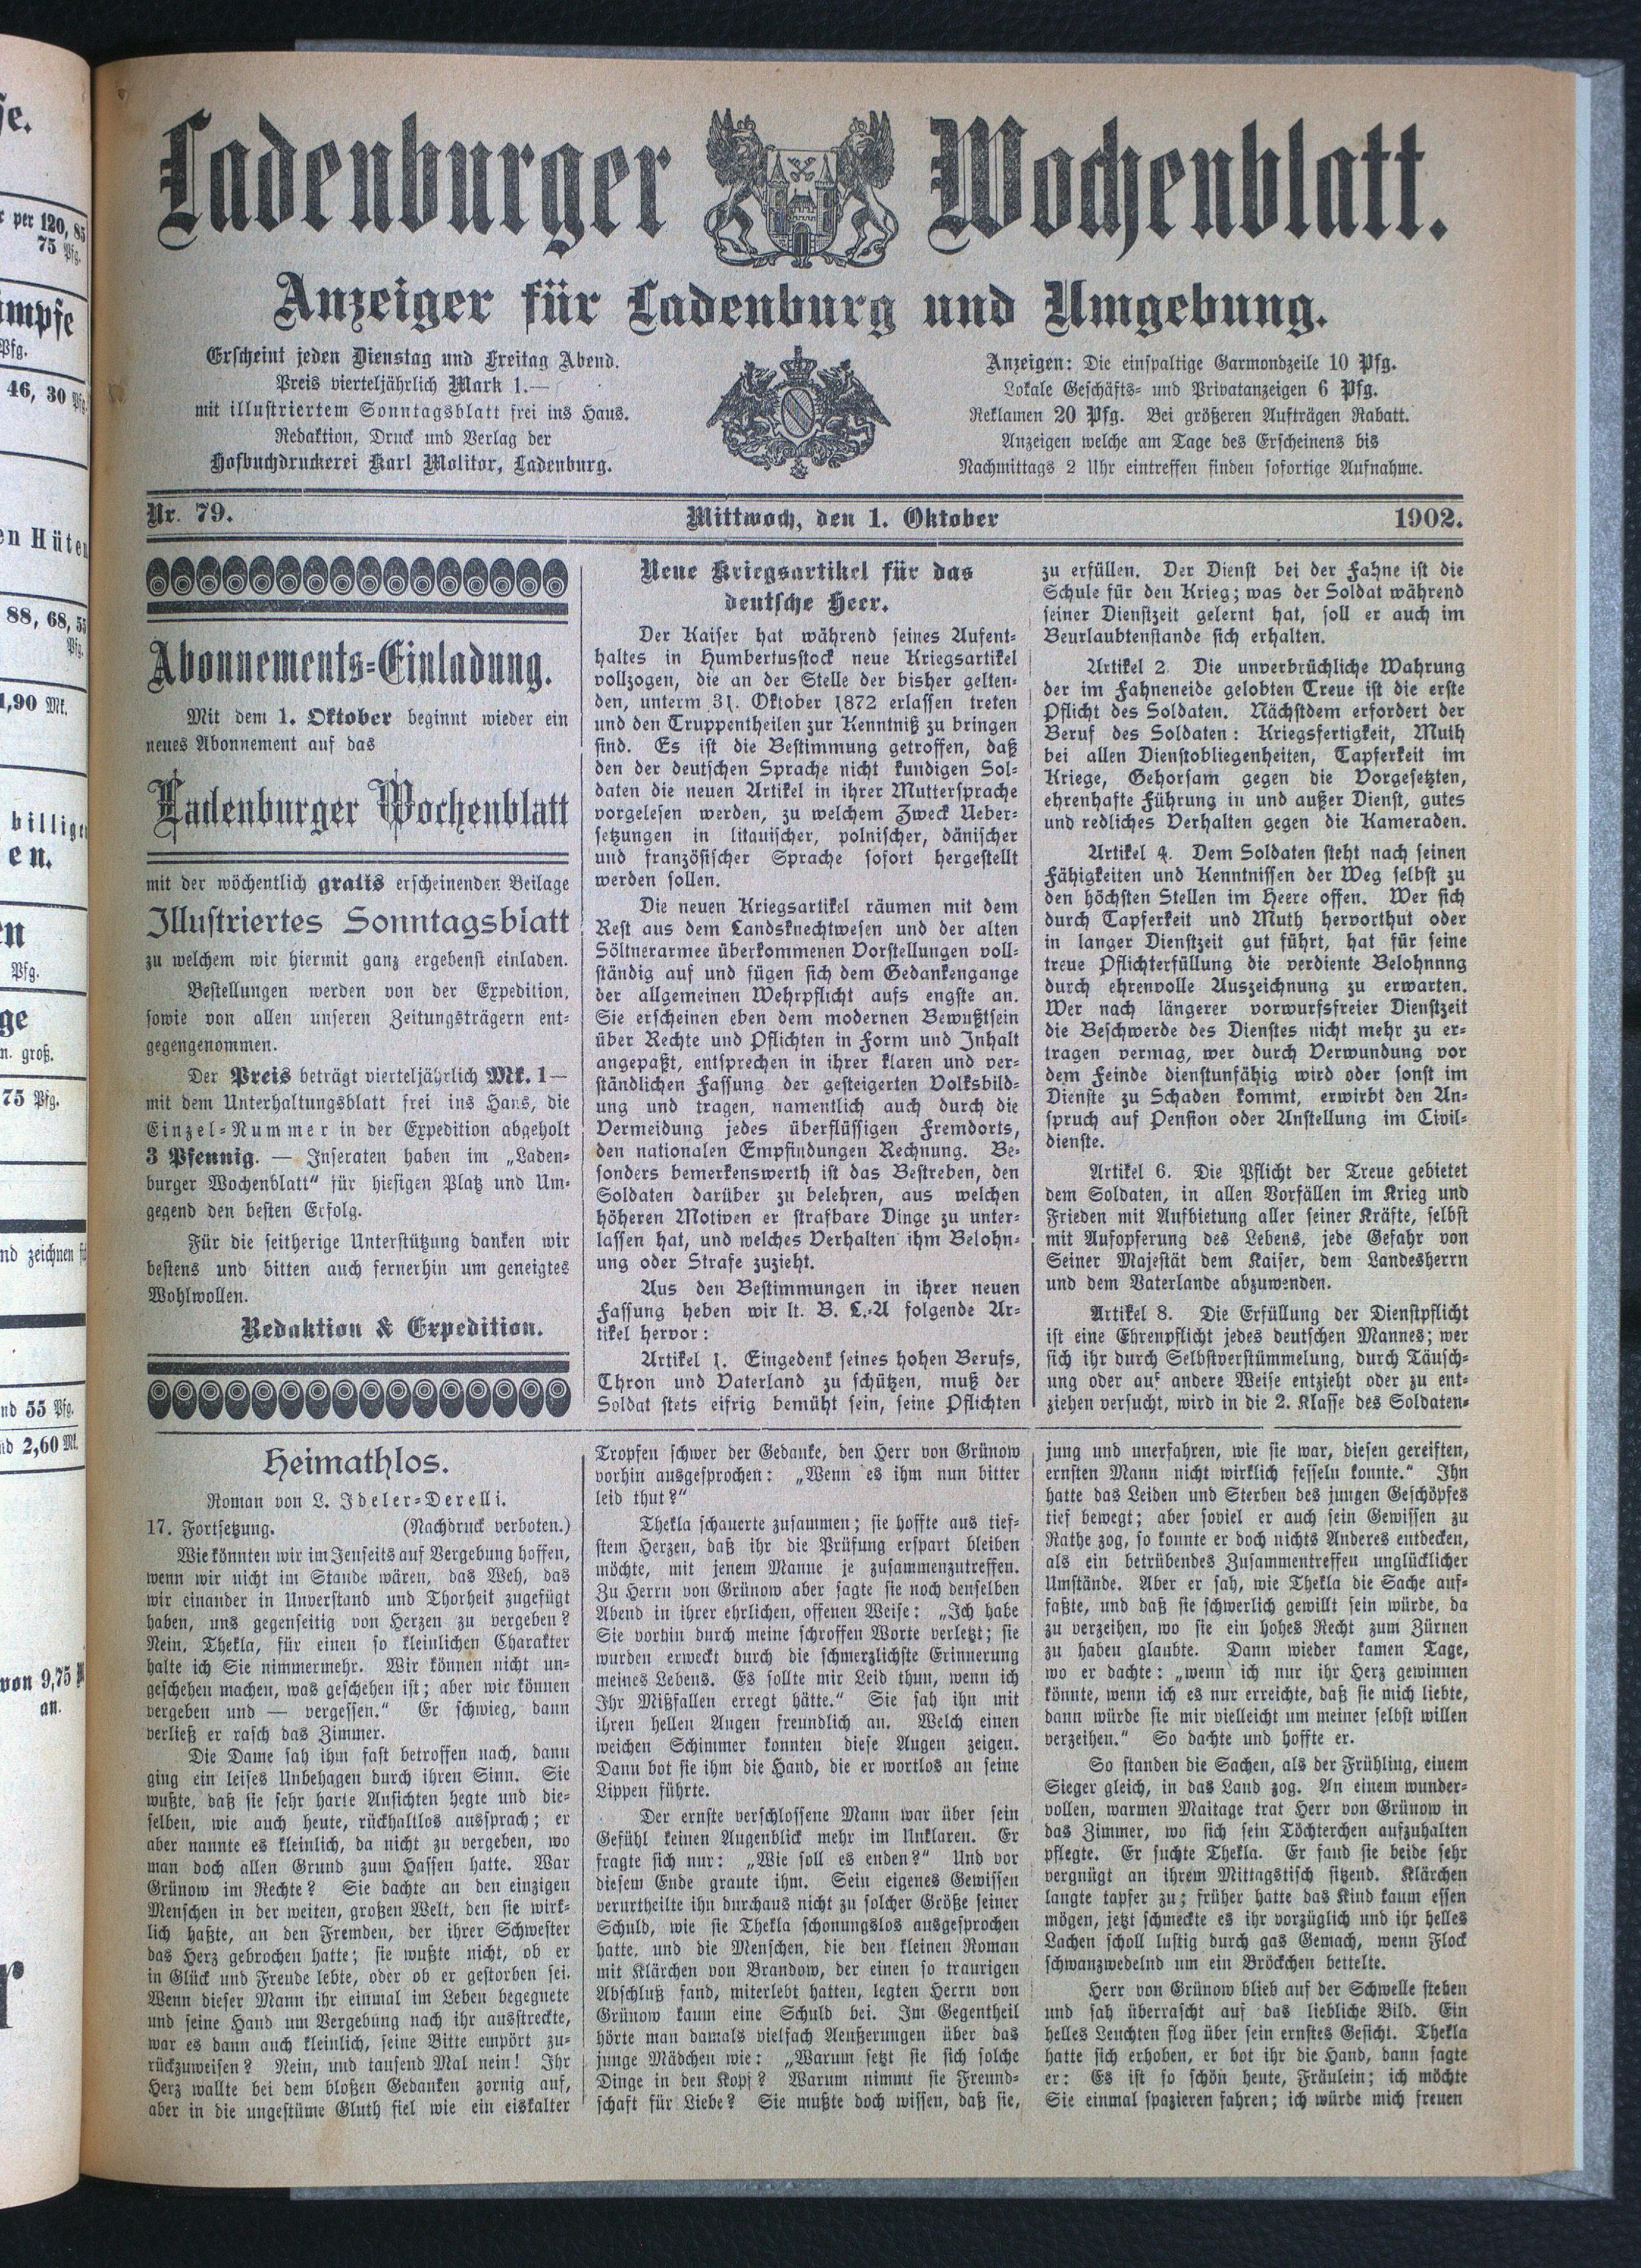 Ladenburger Wochenblatt.
Anzeiger für Ladenburg und Umgebung.
Erscheint jeden Dienstag und Freitag Abend.
Preis vierteljährlich Mark 1.—
mit illustriertem Sonntagsblatt frei ins Haus.
Redaktion, Druck und Verlag der
Hofbuchdruckerei Karl Molitor, Ladenburg.
Anzeigen: Die einspaltige Garmondzeile 10 Pfg.
Lokale Geschäfts- und Privatanzeigen 6 Pfg.
Reklamen 20 Pfg. Bei größeren Aufträgen Rabatt.
Anzeigen welche am Tage des Erscheinens bis
Nachmittags 2 Uhr eintreffen finden sofortige Aufnahme.
Nr. 79. Mittwoch, den 1. Oktober 1902.
Abonnements-Einladung.
Mit dem 1. Oktober beginnt wieder ein
neues Abonnement auf das
Ladenburger Wochenblatt
mit der wöchentlich gratis erscheinenden Beilage
Illustriertes Sonntagsblatt
zu welchem wir hiermit ganz ergebenst einladen.
Bestellungen werden von der Expedition,
sowie von allen unseren Zeitungsträgern ent-
gegengenommen.
Der Preis beträgt vierteljährlich Mk. 1—
mit dem Unterhaltungsblatt frei ins Haus, die
Einzel-Nummer in der Expedition abgeholt
3 Pfennig. — Inseraten haben im „Laden-
burger Wochenblatt“ für hiesigen Platz und Um-
gegend den besten Erfolg.
Für die seitherige Unterstützung danken wir
bestens und bitten auch fernerhin um geneigtes
Wohlwollen.
Redaktion & Expedition.
Neue Kriegsartikel für das
deutsche Heer.
Der Kaiser hat während seines Aufent-
haltes in Humbertusstock neue Kriegsartikel
vollzogen, die an der Stelle der bisher gelten-
den, unterm 31. Oktober 1872 erlassen treten
und den Truppentheilen zur Kenntniß zu bringen
sind. Es ist die Bestimmung getroffen, daß
den der deutschen Sprache nicht kundigen Sol-
daten die neuen Artikel in ihrer Muttersprache
vorgelesen werden, zu welchem Zweck Ueber-
setzungen in litauischer, polnischer, dänischer
und französischer Sprache sofort hergestellt
werden sollen.
Die neuen Kriegsartikel räumen mit dem
Rest aus dem Landsknechtwesen und der alten
Söltnerarmee überkommenen Vorstellungen voll-
ständig auf und fügen sich dem Gedankengange
der allgemeinen Wehrpflicht aufs engste an.
Sie erscheinen eben dem modernen Bewußtsein
über Rechte und Pflichten in Form und Inhalt
angepaßt, entsprechen in ihrer klaren und ver-
ständlichen Fassung der gesteigerten Volksbild-
ung und tragen, namentlich auch durch die
Vermeidung jedes überflüssigen Fremdorts,
den nationalen Empfindungen Rechnung. Be-
sonders bemerkenswerth ist das Bestreben, den
Soldaten darüber zu belehren, aus welchen
höheren Motiven er strafbare Dinge zu unter-
lassen hat, und welches Verhalten ihm Belohn-
ung oder Strafe zuzieht.
Aus den Bestimmungen in ihrer neuen
Fassung heben wir lt. B. L.-A folgende Ar-
tikel hervor:
Artikel 1. Eingedenk seines hohen Berufs,
Thron und Vaterland zu schützen, muß der
Soldat stets eifrig bemüht sein, seine Pflichten
zu erfüllen. Der Dienst bei der Fahne ist die
Schule für den Krieg; was der Soldat während
seiner Dienstzeit gelernt hat, soll er auch im
Beurlaubtenstande sich erhalten.
Artikel 2 Die unverbrüchliche Wahrung
der im Fahneneide gelobten Treue ist die erste
Pflicht des Soldaten. Nächstdem erfordert der
Beruf des Soldaten: Kriegsfertigkeit, Muth
bei allen Dienstobliegenheiten, Tapferkeit im
Kriege, Gehorsam gegen die Vorgesetzten,
ehrenhafte Führung in und außer Dienst, gutes
und redliches Verhalten gegen die Kameraden.
Artikel 4. Dem Soldaten steht nach seinen
Fähigkeiten und Kenntnissen der Weg selbst zu
den höchsten Stellen im Heere offen. Wer sich
durch Tapferkeit und Muth hervorthut oder
in langer Dienstzeit gut führt, hat für seine
treue Pflichterfüllung die verdiente Belohnnng
durch ehrenvolle Auszeichnung zu erwarten.
Wer nach längerer vorwurfsfreier Dienstzeit
die Beschwerde des Dienstes nicht mehr zu er-
tragen vermag, wer durch Verwundung vor
dem Feinde dienstunfähig wird oder sonst im
Dienste zu Schaden kommt, erwirbt den An-
spruch auf Pension oder Anstellung im Civil-
dienste.
Artikel 6. Die Pflicht der Treue gebietet
dem Soldaten, in allen Vorfällen im Krieg und
Frieden mit Aufbietung aller seiner Kräfte, selbst
mit Aufopferung des Lebens, jede Gefahr von
Seiner Majestät dem Kaiser, dem Landesherrn
und dem Vaterlande abzuwenden.
Artikel 8. Die Erfüllung der Dienstpflicht
ist eine Ehrenpflicht jedes deutschen Mannes; wer
sich ihr durch Selbstverstümmelung, durch Täusch-
ung oder auf andere Weise entzieht oder zu ent-
ziehen versucht, wird in die 2. Klasse des Soldaten-
Heimathlos.
Roman von L. Ideler-Derelli.
17. Fortsetzung. (Nachdruck verboten.)
Wie könnten wir im Jenseits auf Vergebung hoffen,
wenn wir nicht im Stande wären, das Weh, das
wir einander in Unverstand und Thorheit zugefügt
haben, uns gegenseitig von Herzen zu vergeben?
Nein, Thekla, für einen so kleinlichen Charakter
halte ich Sie nimmermehr. Wir können nicht un-
geschehen machen, was geschehen ist; aber wir können
vergeben und — vergessen.“ Er schwieg, dann
verließ er rasch das Zimmer.
Die Dame sah ihm fast betroffen nach, dann
ging ein leises Unbehagen durch ihren Sinn. Sie
wußte, daß sie sehr harte Ansichten hegte und die-
selben, wie auch heute, rückhaltlos aussprach; er
aber nannte es kleinlich, da nicht zu vergeben, wo
man doch allen Grund zum Hassen hatte. War
Grünow im Rechte? Sie dachte an den einzigen
Menschen in der weiten, großen Welt, den sie wirk-
lich haßte, an den Fremden, der ihrer Schwester
das Herz gebrochen hatte; sie wußte nicht, ob er
in Glück und Freude lebte, oder ob er gestorben sei.
Wenn dieser Mann ihr einmal im Leben begegnete
und seine Hand um Vergebung nach ihr ausstreckte,
war es dann auch kleinlich, seine Bitte empört zu-
rückzuweisen? Nein, und tausend Mal nein! Ihr
Herz wallte bei dem bloßen Gedanken zornig auf,
aber in die ungestüme Gluth fiel wie ein eiskalter
Tropfen schwer der Gedanke, den Herr von Grünow
vorhin ausgesprochen: „Wenn es ihm nun bitter
leid thut?“
Thekla schauerte zusammen; sie hoffte aus tief-
stem Herzen, daß ihr die Prüfung erspart bleiben
möchte, mit jenem Manne je zusammenzutreffen.
Zu Herrn von Grünow aber sagte sie noch denselben
Abend in ihrer ehrlichen, offenen Weise: „Ich habe
Sie vorhin durch meine schroffen Worte verletzt; sie
wurden erweckt durch die schmerzlichste Erinnerung
meines Lebens. Es sollte mir Leid thun, wenn ich
Ihr Mißfallen erregt hätte.“ Sie sah ihn mit
ihren hellen Augen freundlich an. Welch einen
weichen Schimmer konnten diese Augen zeigen.
Dann bot sie ihm die Hand, die er wortlos an seine
Lippen führte.
Der ernste verschlossene Mann war über sein
Gefühl keinen Augenblick mehr im Unklaren. Er
fragte sich nur: „Wie soll es enden?“ Und vor
diesem Ende graute ihm. Sein eigenes Gewissen
verurtheilte ihn durchaus nicht zu solcher Größe seiner
Schuld, wie sie Thekla schonungslos ausgesprochen
hatte, und die Menschen, die den kleinen Roman
mit Klärchen von Brandow, der einen so traurigen
Abschluß fand, miterlebt hatten, legten Herrn von
Grünow kaum eine Schuld bei. Im Gegentheil
hörte man damals vielfach Aeußerungen über das
junge Mädchen wie: „Warum setzt sie sich solche
Dinge in den Kopf? Warum nimmt sie Freund-
schaft für Liebe? Sie mußte doch wissen, daß sie,
jung und unerfahren, wie sie war, diesen gereiften,
ernsten Mann nicht wirklich fesseln konnte.“ Ihn
hatte das Leiden und Sterben des jungen Geschöpfes
tief bewegt; aber soviel er auch sein Gewissen zu
Rathe zog, so konnte er doch nichts Anderes entdecken,
als ein betrübendes Zusammentreffen unglücklicher
Umstände. Aber er sah, wie Thekla die Sache auf-
faßte, und daß sie schwerlich gewillt sein würde, da
zu verzeihen, wo sie ein hohes Recht zum Zürnen
zu haben glaubte. Dann wieder kamen Tage,
wo er dachte: „wenn ich nur ihr Herz gewinnen
könnte, wenn ich es nur erreichte, daß sie mich liebte,
dann würde sie mir vielleicht um meiner selbst willen
verzeihen.“ So dachte und hoffte er.
So standen die Sachen, als der Frühling, einem
Sieger gleich, in das Land zog. An einem wunder-
vollen, warmen Maitage trat Herr von Grünow in
das Zimmer, wo sich sein Töchterchen aufzuhalten
pflegte. Er suchte Thekla. Er fand sie beide sehr
vergnügt an ihrem Mittagstisch sitzend. Klärchen
langte tapfer zu; früher hatte das Kind kaum essen
mögen, jetzt schmeckte es ihr vorzüglich und ihr helles
Lachen scholl lustig durch gas Gemach, wenn Flock
schwanzwedelnd um ein Bröckchen bettelte.
Herr von Grünow blieb auf der Schwelle stehen
und sah überrascht auf das liebliche Bild. Ein
helles Leuchten flog über sein ernstes Gesicht. Thekla
hatte sich erhoben, er bot ihr die Hand, dann sagte
er: Es ist so schön heute, Fräulein; ich möchte
Sie einmal spazieren fahren; ich würde mich freuen
per 120, 85
75 Pfg.
Pfg.
46, 30 Pfg.
en Hüten
88, 68, 55
Pfg.
1,90 Mk.
billigen
en.
Pfg.
n. groß.
75 Pfg.
nd zeichnen
nd 55 Pfg.
nd 2,60 Mk.
von 9,75
an.